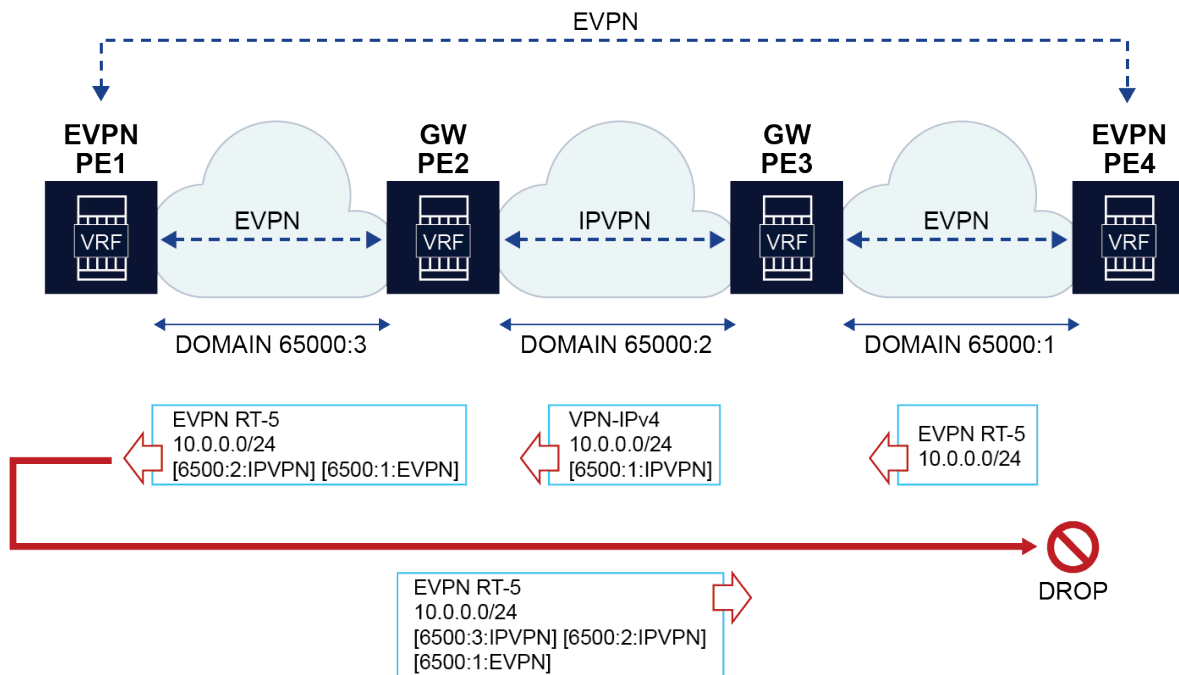 EVPN
EVPN
PE1
GW
PE2
GW
PE3
EVPN
PE4
VRF
EVPN
VRF
IPVPN
VRF
EVPN
VRF
DOMAIN 65000:3
DOMAIN 65000:2
DOMAIN 65000:1
EVPN RT-5
10.0.0.0/24
[6500:2:IPVPN] [6500:1:EVPN]
VPN-IPv4
10.0.0.0/24
[6500:1:IPVPN]
EVPN RT-5
10.0.0.0/24
DROP
EVPN RT-5
10.0.0.0/24
[6500:3:IPVPN] [6500:2:IPVPN]
[6500:1:EVPN]